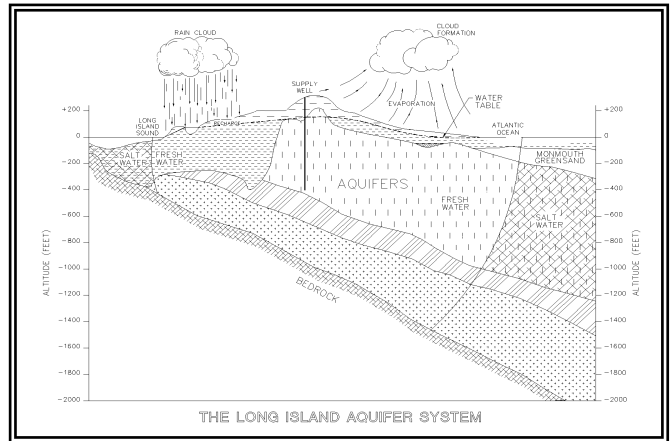 RAIN CLOUD
CLOUD
FORMATION
SUPPLY
WELL
EVAPORATION
WATER
TABLE
LONG
ISLAND
SOUND
RECHARGE
ATLANTIC
OCEAN
SALT
WATER
FRESH
WATER
MONMOUTH
GREENSAND
AQUIFERS
FRESH
WATER
SALT
WATER
BEDROCK
ALTITUDE (FEET)
+200
0
-200
-400
-600
-800
-1000
-1200
-1400
-1600
-1800
-2000
ALTITUDE (FEET)
+200
0
-200
-400
-600
-800
-1000
-1200
-1400
-1600
-1800
-2000
THE LONG ISLAND AQUIFER SYSTEM